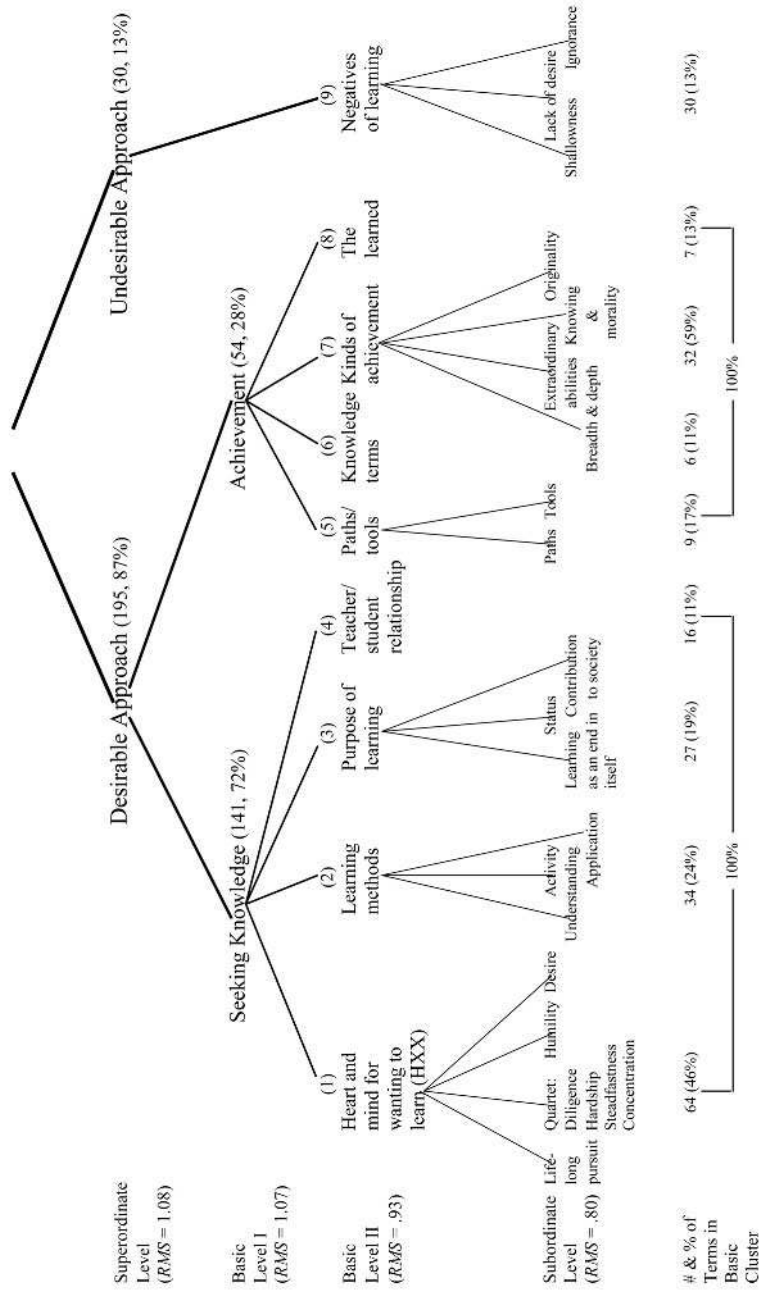 Superordinate
Level
(RMS = 1.08)
Desirable Approach (195, 87%)
Undesirable Approach (30, 13%)
Basic
Level I
(RMS = 1.07)
Seeking Knowledge (141, 72%)
Achievement (54, 28%)
Basic
Level II
(RMS = .93)
(1)
Heart and
mind for
wanting to
learn (HXX)
(2)
Learning
methods
(3)
Purpose of
learning
(4)
Teacher/
student
relationship
(5)
Paths/
tools
(6)
Knowledge
terms
(7)
Kinds of
achievement
(8)
The
learned
(9)
Negatives
of learning
Subordinate
Level
(RMS = .80)
Life-
long
pursuit
Quartet:
Diligence
Hardship
Steadfastness
Concentration
Humility
Desire
Understanding
Activity
Application
Learning
as an end in
itself
Status
Contribution
to society
Paths
Tools
Breadth & depth
Extraordinary
abilities
Knowing
&
morality
Originality
Shallowness
Lack of desire
Ignorance
# & % of
Terms in
Basic
Cluster
64 (46%)
34 (24%)
27 (19%)
16 (11%)
9 (17%)
6 (11%)
32 (59%)
7 (13%)
30 (13%)
100%
100%